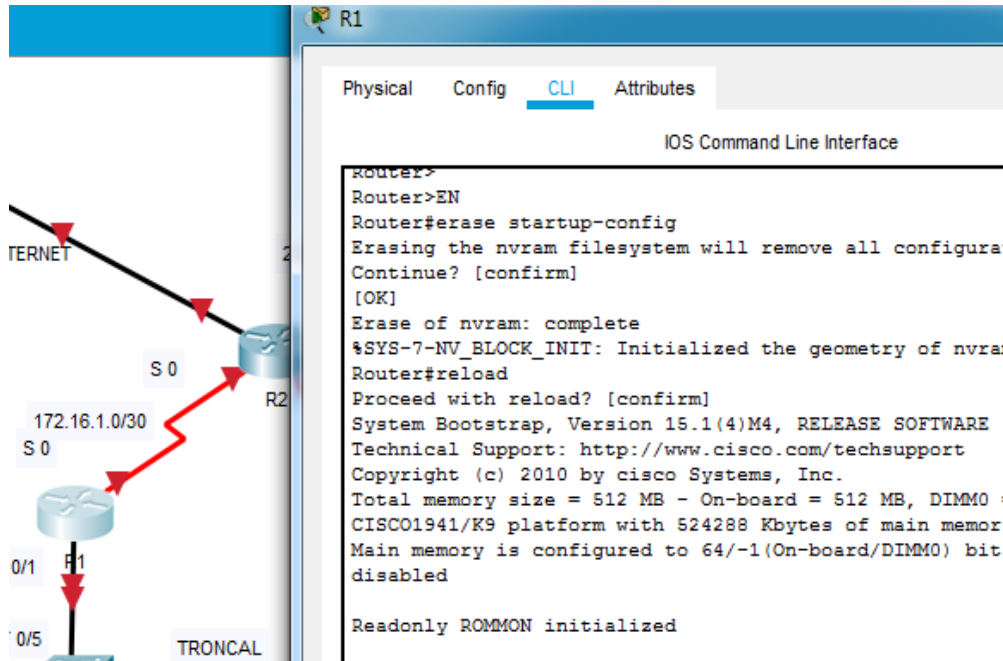 R1
Physical Config CLI Attributes
IOS Command Line Interface
Router>
Router>EN
Router#erase startup-config
Erasing the nvram filesystem will remove all
Continue? [confirm]
[OK]
Erase of nvram: complete
%SYS-7-NV_BLOCK_INIT: Initialized the geometry of
Router#reload
Proceed with reload? [confirm]
System Bootstrap, Version 15.1(4)M4, RELEASE SOFTWARE
Technical Support: http://www.cisco.com/techsupport
Copyright (c) 2010 by cisco Systems, Inc.
Total memory size = 512 MB - On-board = 512 MB, DIMM0
CISCO1941/K9 platform with 524288 Kbytes of main
Main memory is configured to 64/-1(On-board/DIMM0) bit
disabled
Readonly ROMMON initialized
TERNET
2
S 0
R2
172.16.1.0/30
S 0
R1
0/1
0/5
TRONCAL